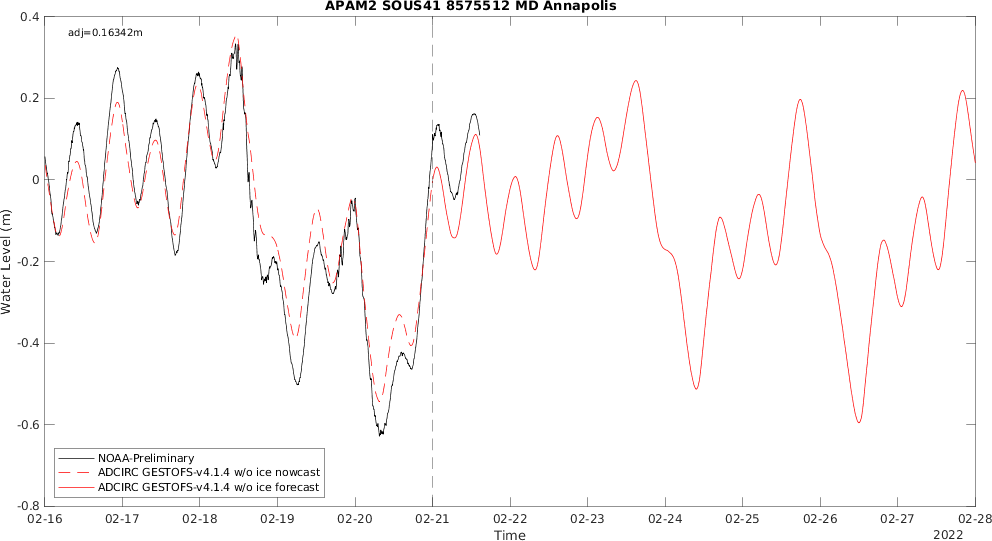 APAM2 SOUS41 8575512 MD Annapolis
adj=0.16342m
0.4
0.2
0
-0.2
-0.4
-0.6
-0.8
Water Level (m)
NOAA-Preliminary
ADCIRC GESTOFS-v4.1.4 w/o ice nowcast
ADCIRC GESTOFS-v4.1.4 w/o ice forecast
02-16 02-17 02-18 02-19 02-20 02-21 02-22 02-23 02-24 02-25 02-26 02-27 02-28
Time
2022